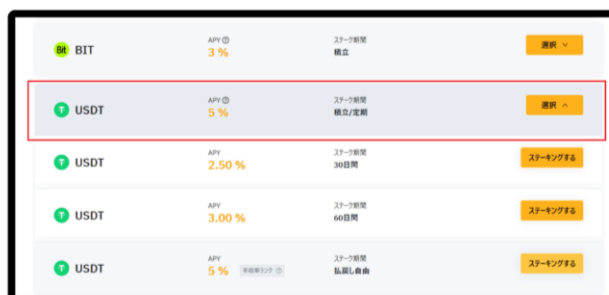 Bit BIT
APY ?
3 %
ステーク期間
積立
選択
T USDT
APY ?
5 %
ステーク期間
積立/定期
選択
T USDT
APY
2.50 %
ステーク期間
30日間
ステーキングする
T USDT
APY
3.00 %
ステーク期間
60日間
ステーキングする
T USDT
APY
5 %
ステーク期間
払戻し自由
ステーキングする